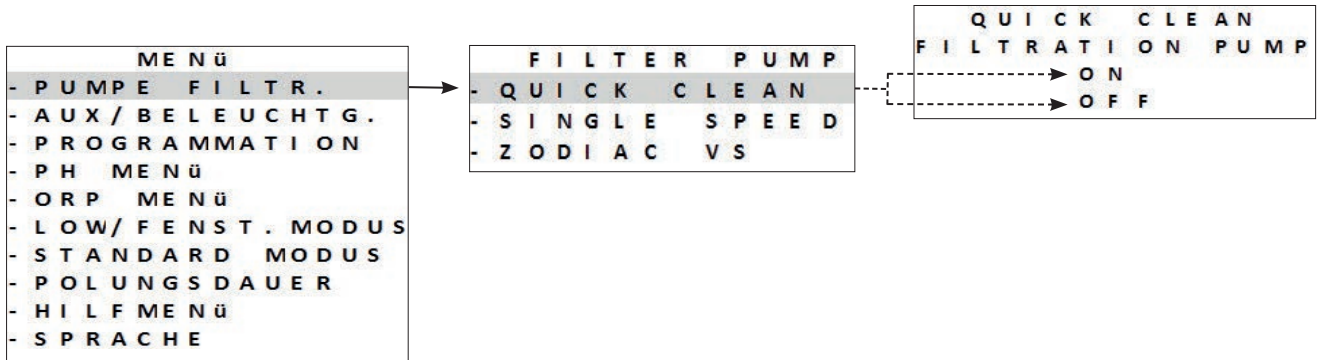 MENü
- PUMPE FILTR.
- AUX/BELEUCHTG.
- PROGRAMMATION
- PH MENü
- ORP MENü
- LOW/FENST.MODUS
- STANDARD MODUS
- POLUNGSDAUER
- HILFMENü
- SPRACHE
FILTER PUMP
- QUICK CLEAN
- SINGLE SPEED
- ZODIAC VS
QUICK CLEAN
FILTRATION PUMP
ON
OFF